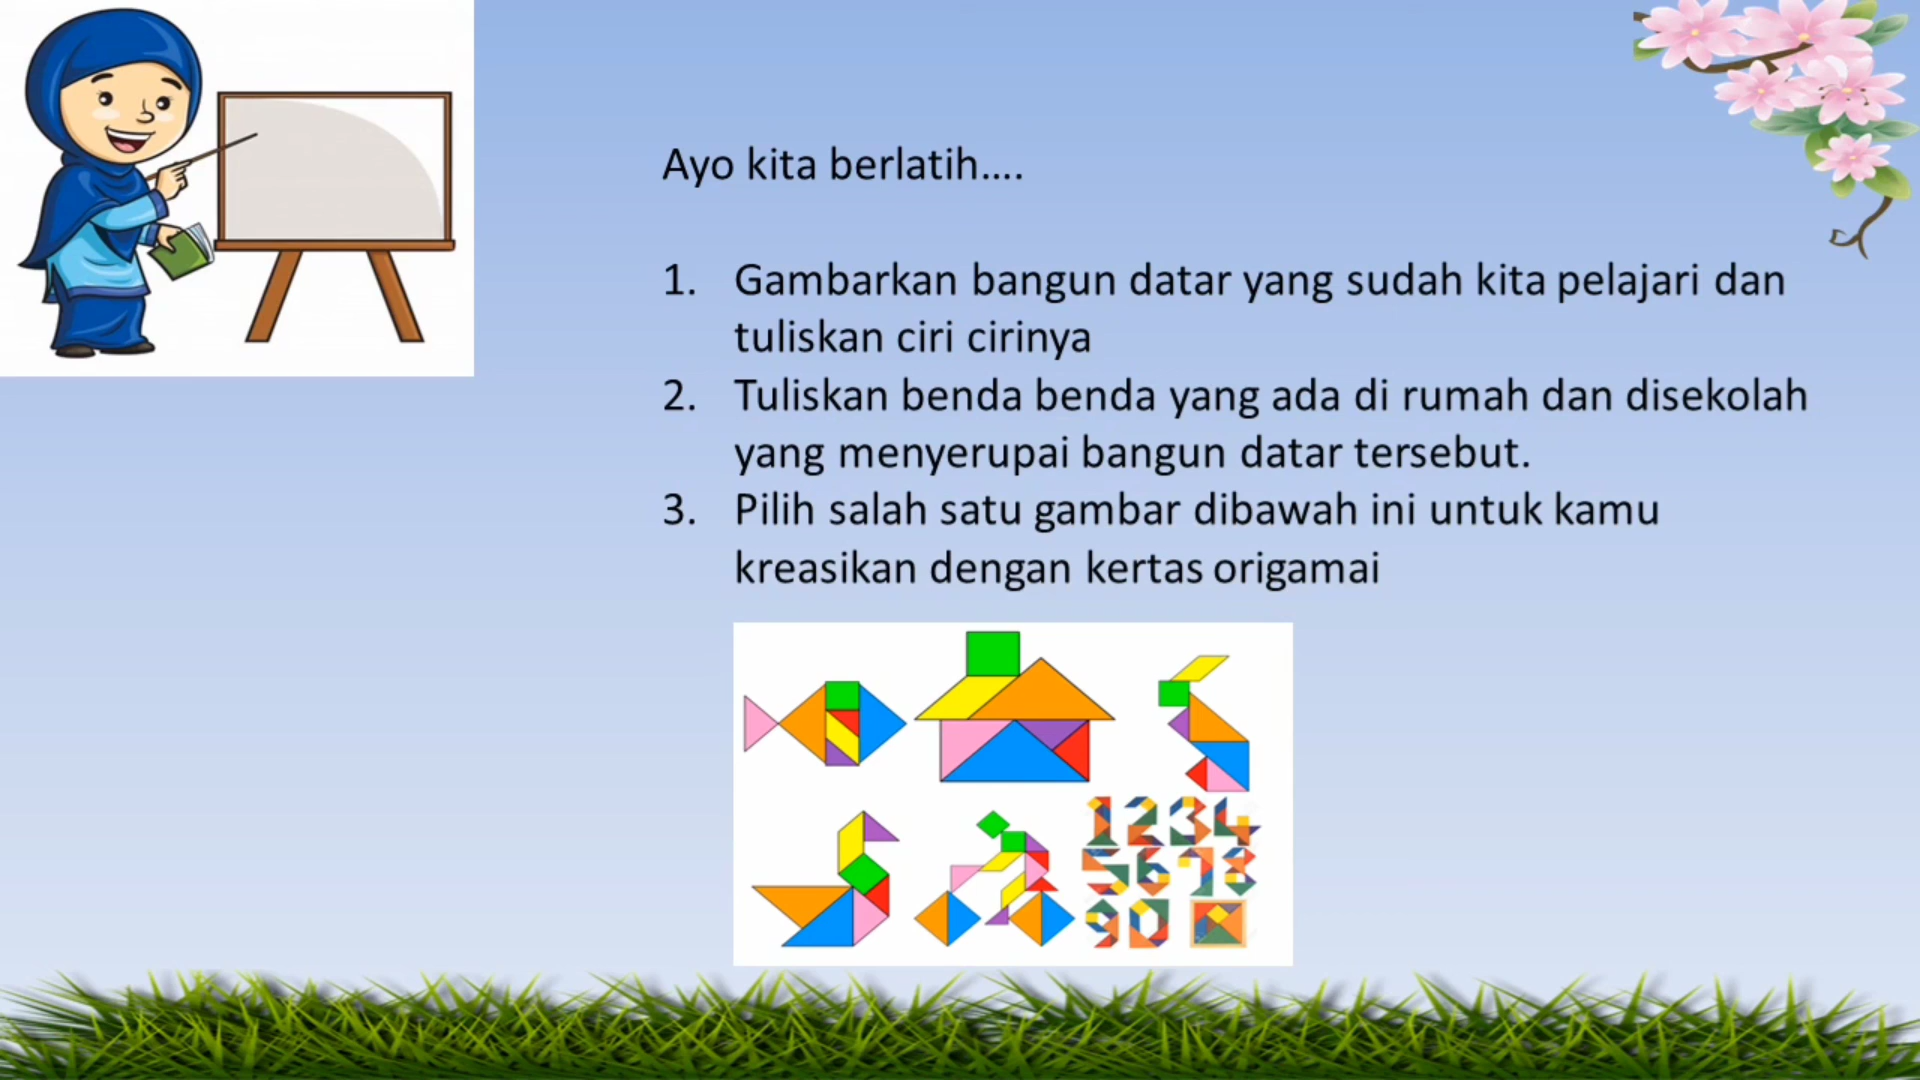 Ayo kita berlatih....
1. Gambarkan bangun datar yang sudah kita pelajari dan
tuliskan ciri cirinya
2. Tuliskan benda benda yang ada di rumah dan disekolah
yang menyerupai bangun datar tersebut.
3. Pilih salah satu gambar dibawah ini untuk kamu
kreasikan dengan kertas origamai
1234
5678
90